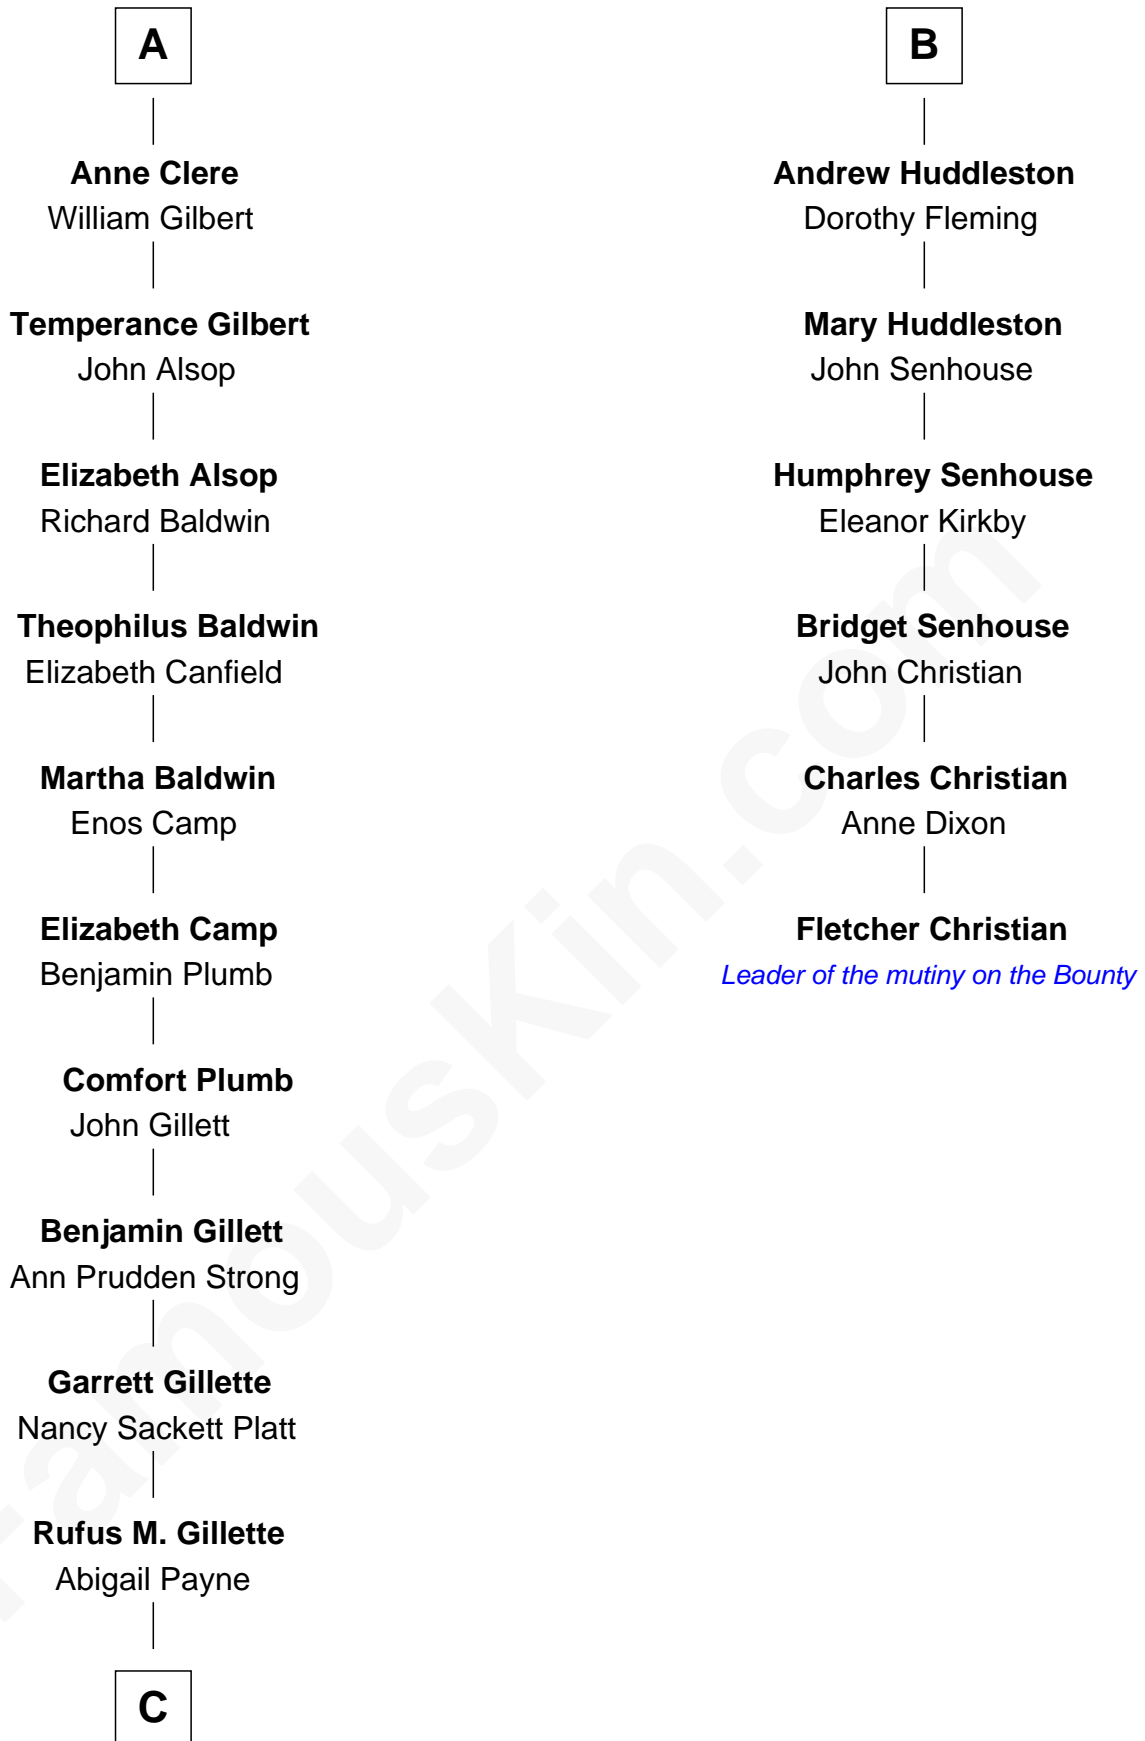 A
Anne Clere
William Gilbert
Temperance Gilbert
John Alsop
Elizabeth Alsop
Richard Baldwin
Theophilus Baldwin
Elizabeth Canfield
Martha Baldwin
Enos Camp
Elizabeth Camp
Benjamin Plumb
Comfort Plumb
John Gillett
Benjamin Gillett
Ann Prudden Strong
Garrett Gillette
Nancy Sackett Platt
Rufus M. Gillette
Abigail Payne
C
B
Andrew Huddleston
Dorothy Fleming
Mary Huddleston
John Senhouse
Humphrey Senhouse
Eleanor Kirkby
Bridget Senhouse
John Christian
Charles Christian
Anne Dixon
Fletcher Christian
Leader of the mutiny on the Bounty
FamousKin.com